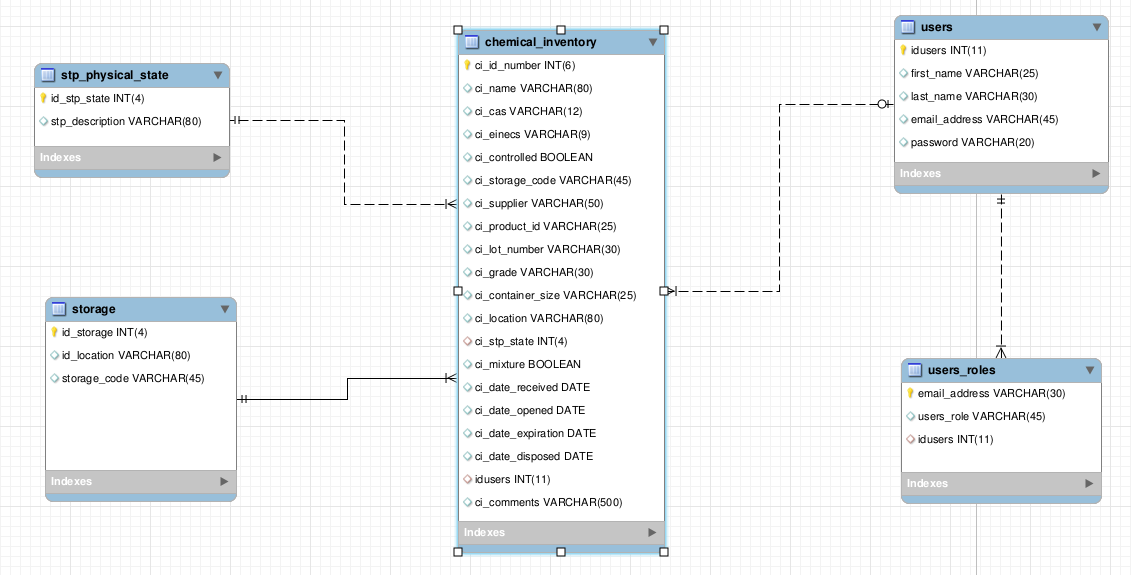 stp_physical_state
id_stp_state INT(4)
stp_description VARCHAR(80)
Indexes
storage
id_storage INT(4)
id_location VARCHAR(80)
storage_code VARCHAR(45)
Indexes
chemical_inventory
ci_id_number INT(6)
ci_name VARCHAR(80)
ci_cas VARCHAR(12)
ci_einecs VARCHAR(9)
ci_controlled BOOLEAN
ci_storage_code VARCHAR(45)
ci_supplier VARCHAR(50)
ci_product_id VARCHAR(25)
ci_lot_number VARCHAR(30)
ci_grade VARCHAR(30)
ci_container_size VARCHAR(25)
ci_location VARCHAR(80)
ci_stp_state INT(4)
ci_mixture BOOLEAN
ci_date_received DATE
ci_date_opened DATE
ci_date_expiration DATE
ci_date_disposed DATE
idusers INT(11)
ci_comments VARCHAR(500)
Indexes
users
idusers INT(11)
first_name VARCHAR(25)
last_name VARCHAR(30)
email_address VARCHAR(45)
password VARCHAR(20)
Indexes
users_roles
email_address VARCHAR(30)
users_role VARCHAR(45)
idusers INT(11)
Indexes